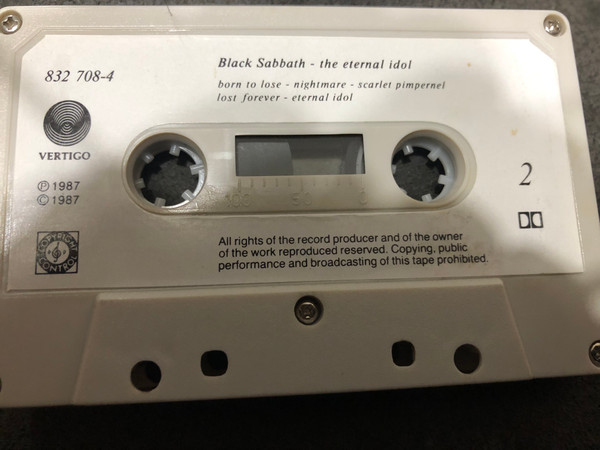 832 708-4
Black Sabbath - the eternal idol
born to lose - nightmare - scarlet pimpernel
lost forever - eternal idol
VERTIGO
℗ 1987
© 1987
100 50 0
2
COPYRIGHT
CONTROL
All rights of the record producer and of the owner
of the work reproduced reserved. Copying, public
performance and broadcasting of this tape prohibited.